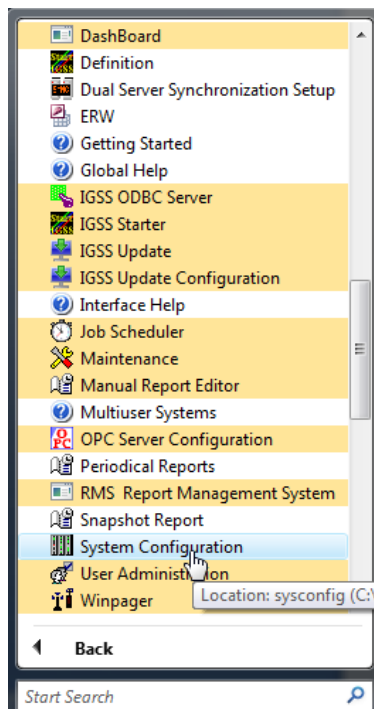 DashBoard
Definition
Dual Server Synchronization Setup
ERW
Getting Started
Global Help
IGSS ODBC Server
IGSS Starter
IGSS Update
IGSS Update Configuration
Interface Help
Job Scheduler
Maintenance
Manual Report Editor
Multiuser Systems
OPC Server Configuration
Periodical Reports
RMS Report Management System
Snapshot Report
System Configuration
User Administration
Winpager
Location: sysconfig (C:\
Back
Start Search